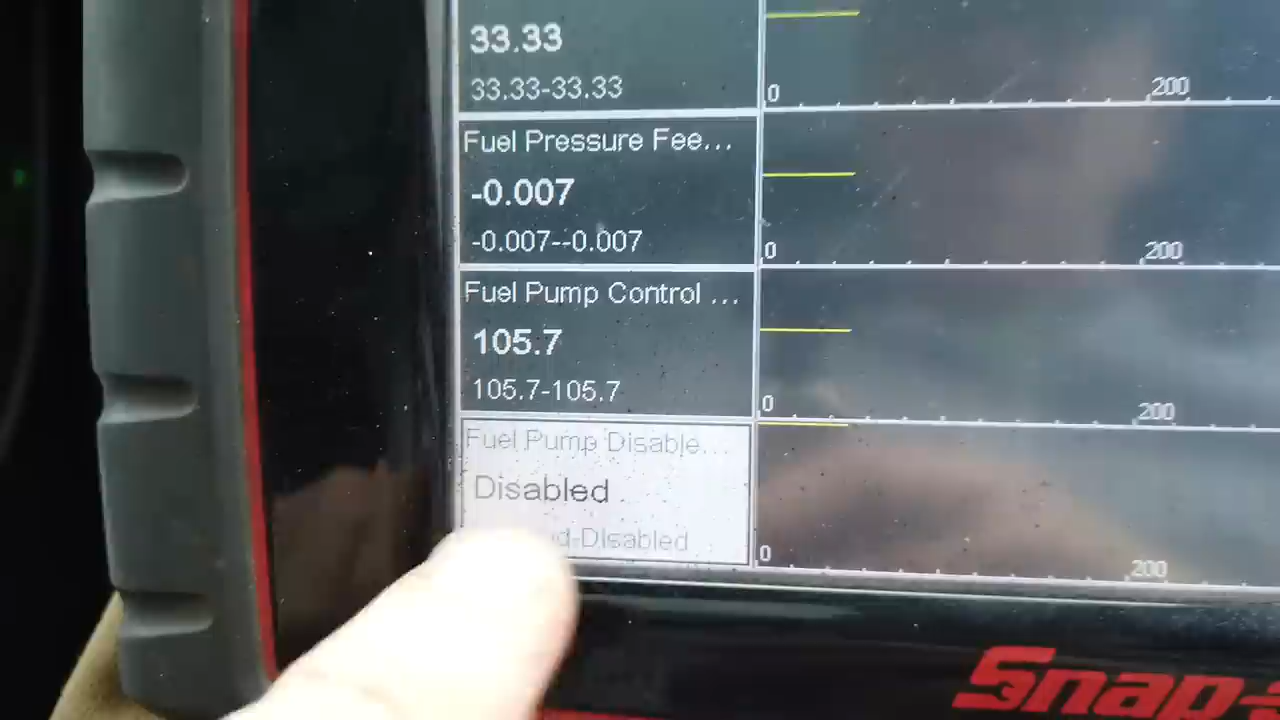 33.33
33.33-33.33
0
200
Fuel Pressure Fee...
-0.007
-0.007--0.007
0
200
Fuel Pump Control ...
105.7
105.7-105.7
0
200
Fuel Pump Disable...
Disabled
d-Disabled
0
200
Snap-